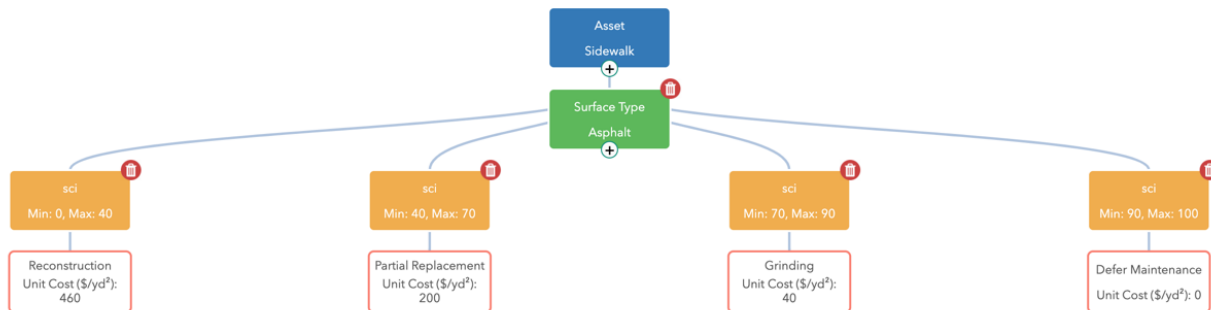 Asset
Sidewalk
Surface Type
Asphalt
sci
Min: 0, Max: 40
sci
Min: 40, Max: 70
sci
Min: 70, Max: 90
sci
Min: 90, Max: 100
Reconstruction
Unit Cost ($/yd²):
460
Partial Replacement
Unit Cost ($/yd²):
200
Grinding
Unit Cost ($/yd²):
40
Defer Maintenance
Unit Cost ($/yd²): 0